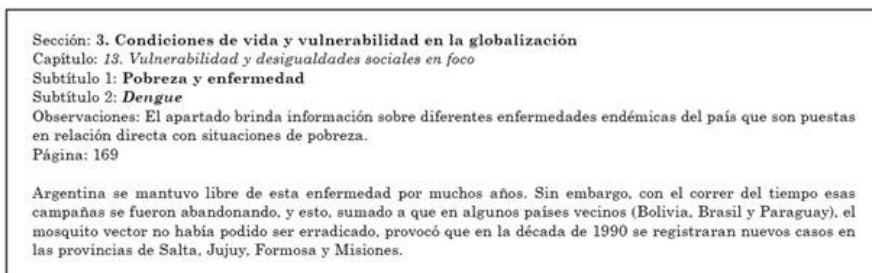 Sección: 3. Condiciones de vida y vulnerabilidad en la globalización
Capítulo: 13. Vulnerabilidad y desigualdades sociales en foco
Subtítulo 1: Pobreza y enfermedad
Subtítulo 2: Dengue
Observaciones: El apartado brinda información sobre diferentes enfermedades endémicas del país que son puestas
en relación directa con situaciones de pobreza.
Página: 169
Argentina se mantuvo libre de esta enfermedad por muchos años. Sin embargo, con el correr del tiempo esas
campañas se fueron abandonando, y esto, sumado a que en algunos países vecinos (Bolivia, Brasil y Paraguay), el
mosquito vector no había podido ser erradicado, provocó que en la década de 1990 se registraran nuevos casos en
las provincias de Salta, Jujuy, Formosa y Misiones.